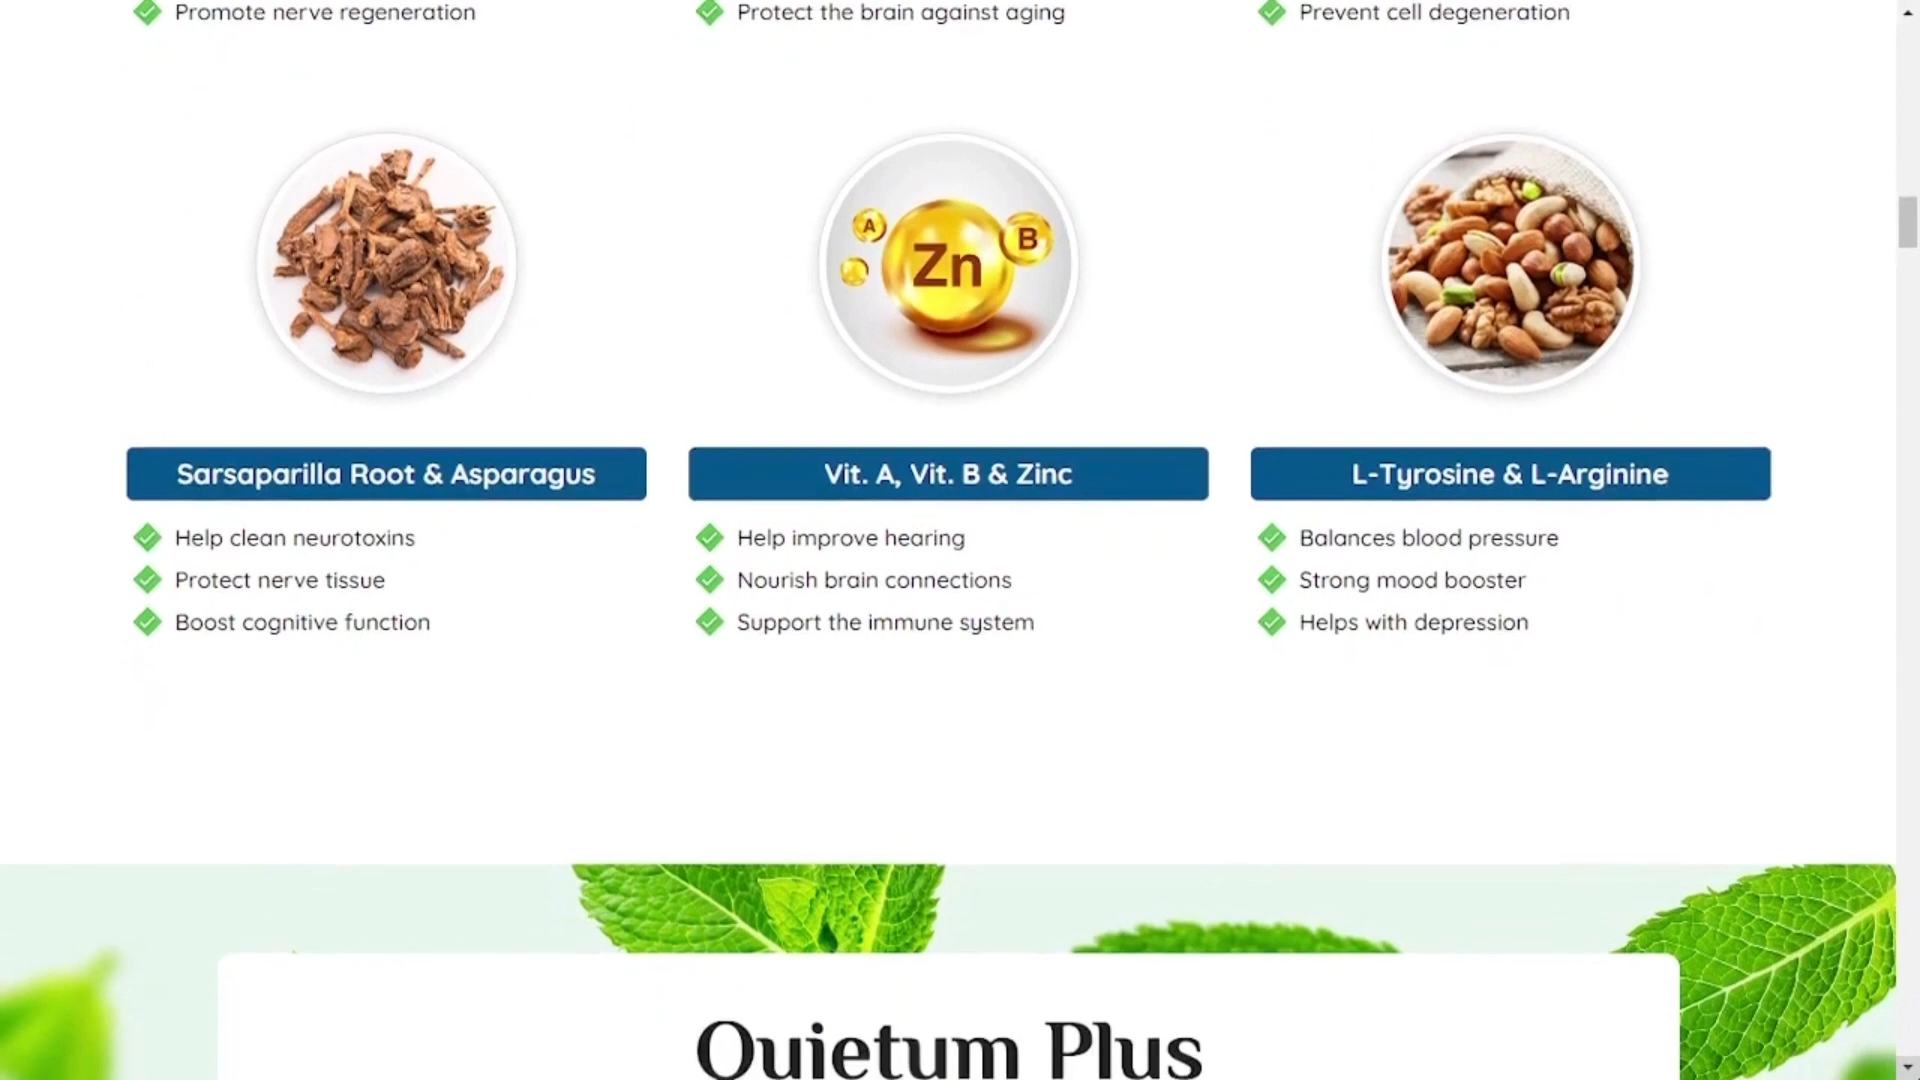 Promote nerve regeneration
Protect the brain against aging
Prevent cell degeneration
A
Zn
B
Sarsaparilla Root & Asparagus
Help clean neurotoxins
Protect nerve tissue
Boost cognitive function
Vit. A, Vit. B & Zinc
Help improve hearing
Nourish brain connections
Support the immune system
L-Tyrosine & L-Arginine
Balances blood pressure
Strong mood booster
Helps with depression
Quietum Plus